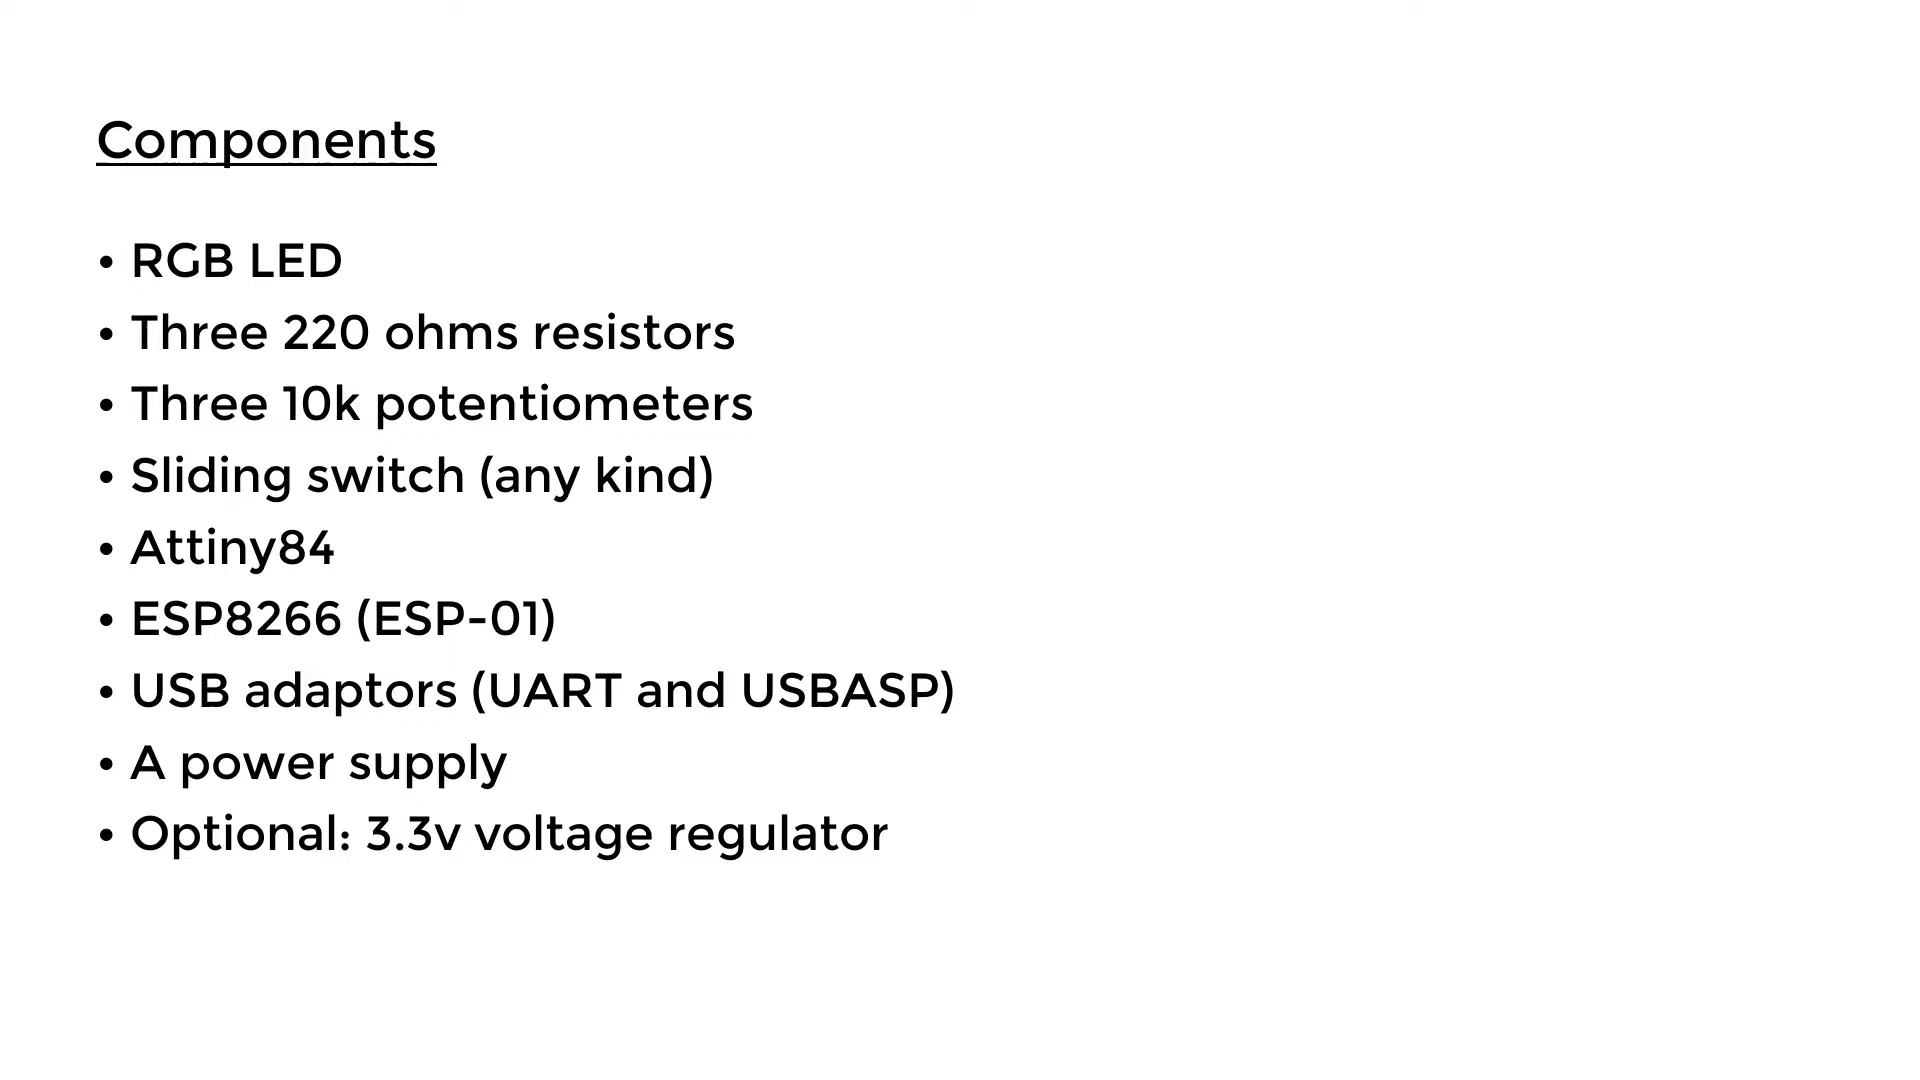 Components
• RGB LED
• Three 220 ohms resistors
• Three 10k potentiometers
• Sliding switch (any kind)
• Attiny84
• ESP8266 (ESP-01)
• USB adaptors (UART and USBASP)
• A power supply
• Optional: 3.3v voltage regulator